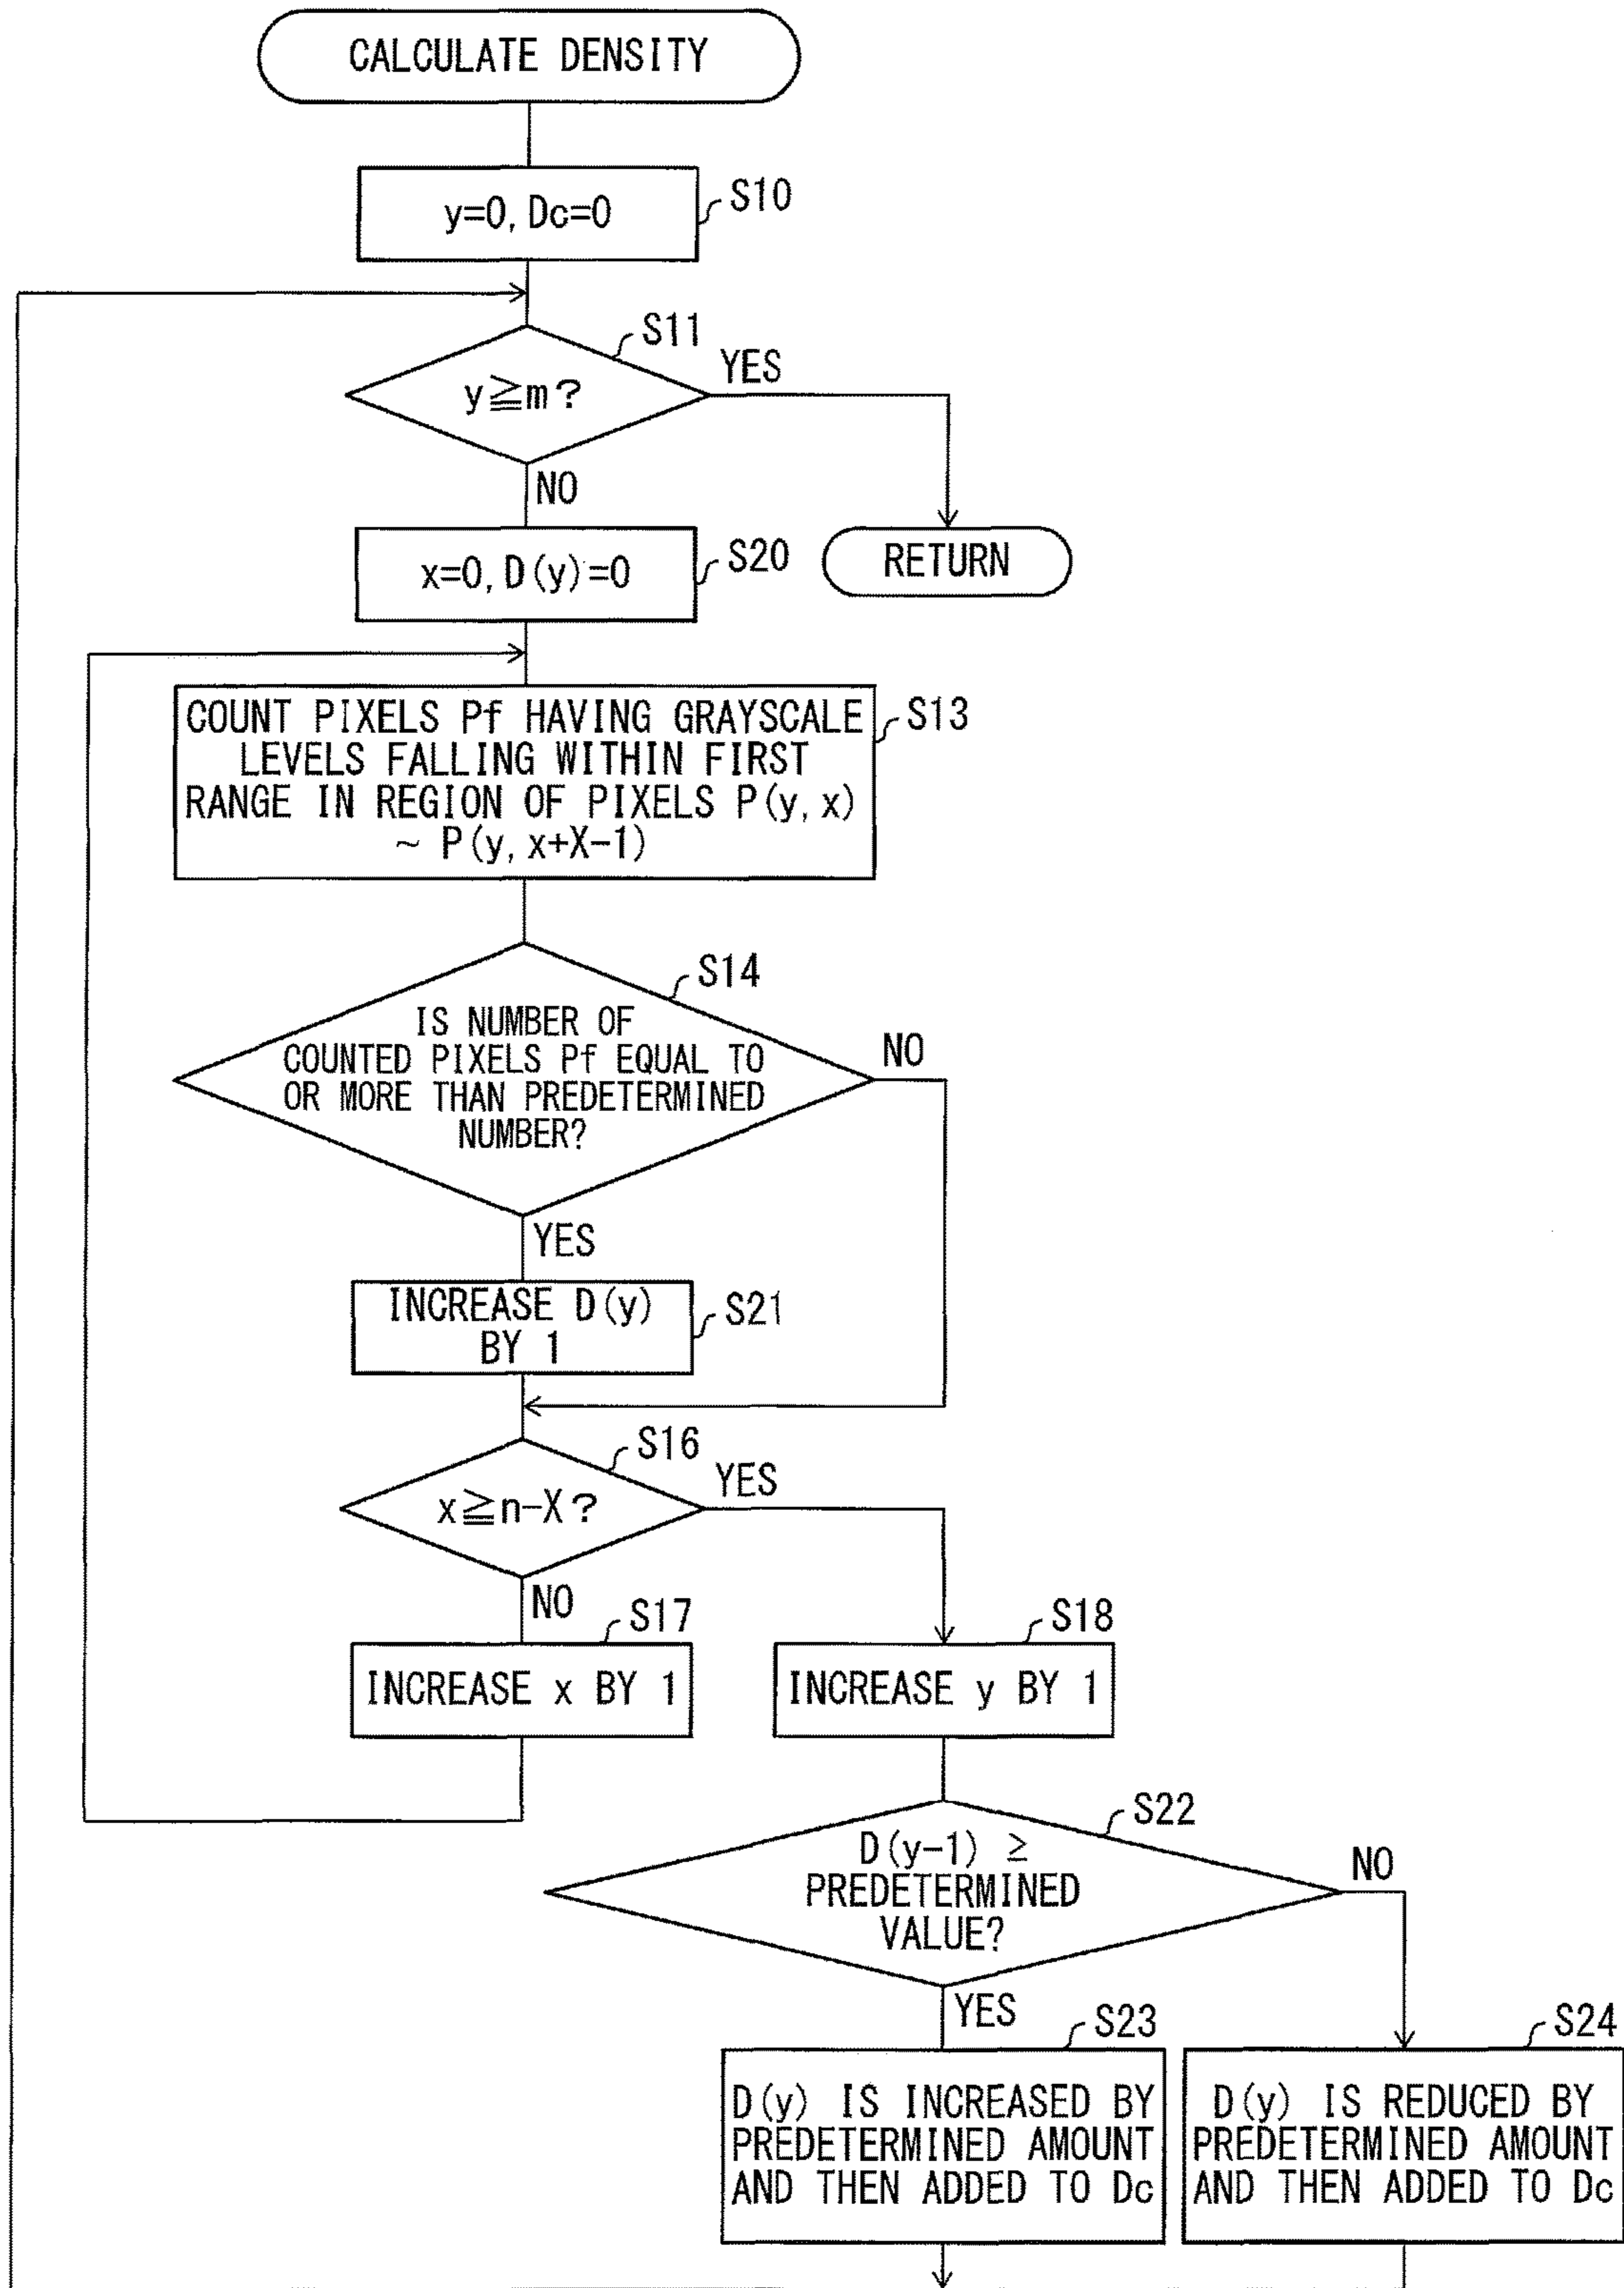 CALCULATE DENSITY
y=0, Dc=0
S10
S11
y≧m?
YES
NO
x=0, D(y)=0
S20
RETURN
COUNT PIXELS Pf HAVING GRAYSCALE
LEVELS FALLING WITHIN FIRST
RANGE IN REGION OF PIXELS P(y, x)
~ P(y, x+X-1)
S13
S14
IS NUMBER OF
COUNTED PIXELS Pf EQUAL TO
OR MORE THAN PREDETERMINED
NUMBER?
NO
YES
INCREASE D(y)
BY 1
S21
S16
x≧n-X?
YES
NO
S17
INCREASE x BY 1
S18
INCREASE y BY 1
S22
D(y-1) ≥
PREDETERMINED
VALUE?
NO
YES
S23
D(y) IS INCREASED BY
PREDETERMINED AMOUNT
AND THEN ADDED TO Dc
S24
D(y) IS REDUCED BY
PREDETERMINED AMOUNT
AND THEN ADDED TO Dc